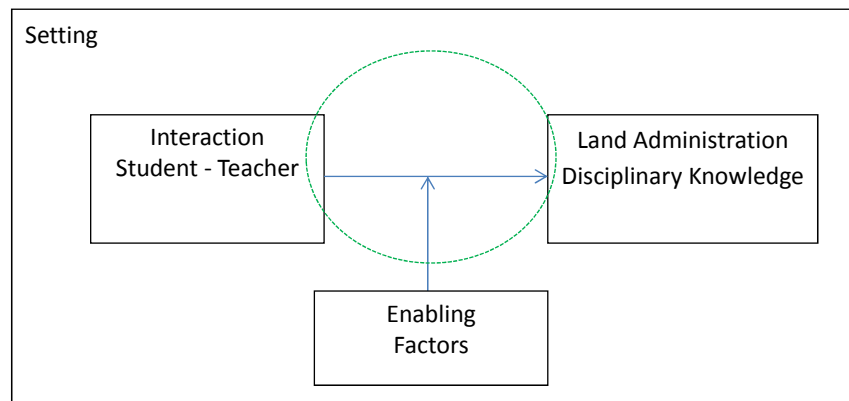 Setting
Interaction
Student - Teacher
Land Administration
Disciplinary Knowledge
Enabling
Factors